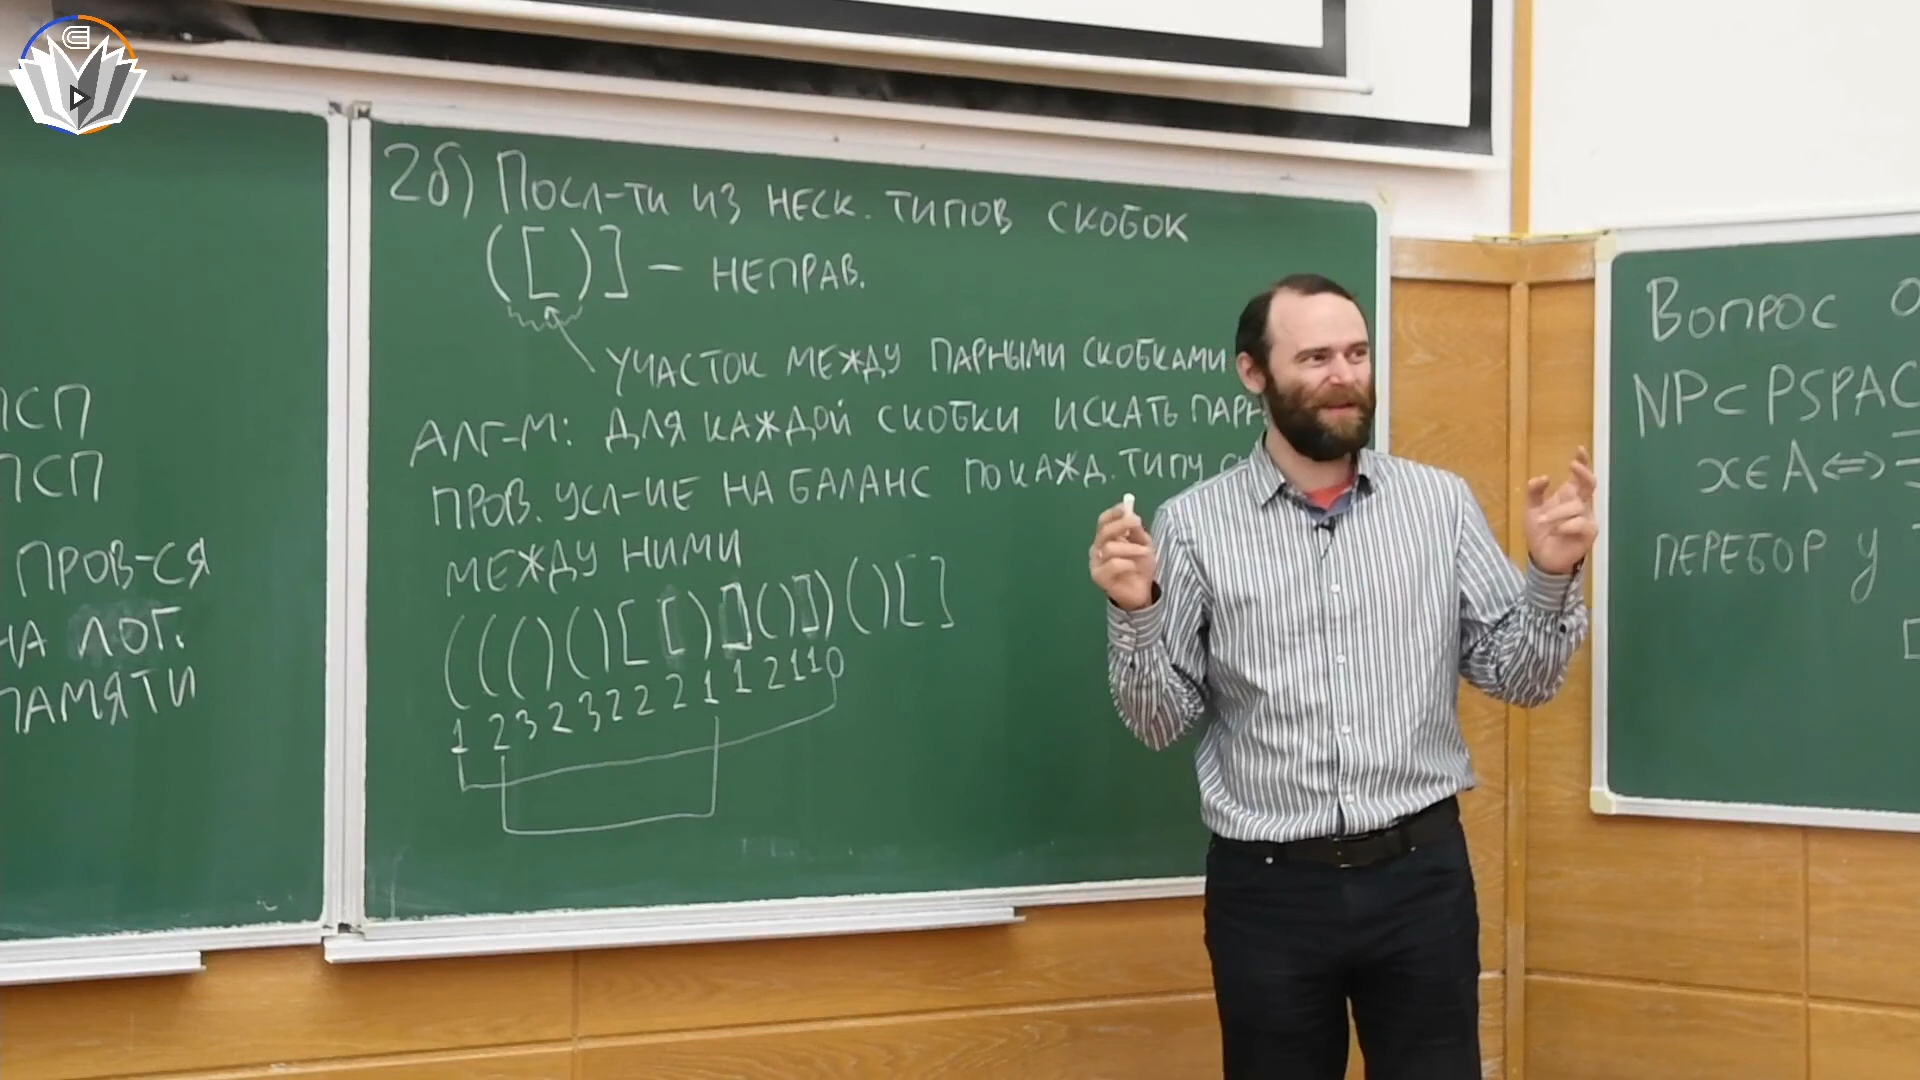 ПСП
ПСП
ПРОВ-СЯ
НА ЛОГ.
ПАМЯТИ
2б) ПОСЛ-ТИ ИЗ НЕСК. ТИПОВ СКОБОК
([)] — НЕПРАВ.
УЧАСТОК МЕЖДУ ПАРНЫМИ СКОБКАМИ
АЛГ-М: ДЛЯ КАЖДОЙ СКОБКИ ИСКАТЬ ПАРН
ПРОВ. УСЛ-ИЕ НА БАЛАНС ПО КАЖД. ТИПУ
МЕЖДУ НИМИ
((()()[[)]()])()[]
1 2 3 2 3 2 2 2 1 1 2 1 1 0
ВОПРОС О
NP⊂PSPAC
x∈A⇔∃
ПЕРЕБОР y